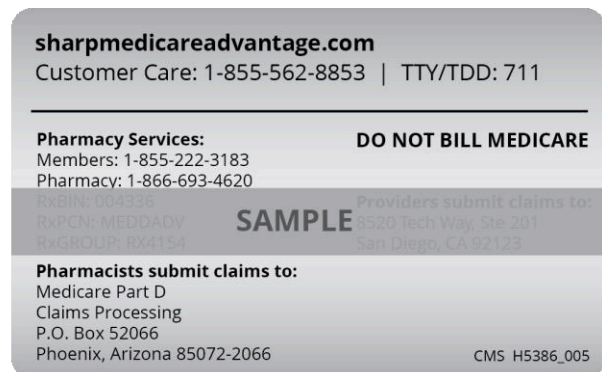 sharpmedicareadvantage.com
Customer Care: 1-855-562-8853 | TTY/TDD: 711
Pharmacy Services:
Members: 1-855-222-3183
Pharmacy: 1-866-693-4620
RxBIN: 004336
RxPCN: MEDDADV
RxGROUP: RX4154
DO NOT BILL MEDICARE
Providers submit claims to:
8520 Tech Way, Ste 201
San Diego, CA 92123
SAMPLE
Pharmacists submit claims to:
Medicare Part D
Claims Processing
P.O. Box 52066
Phoenix, Arizona 85072-2066
CMS H5386_005